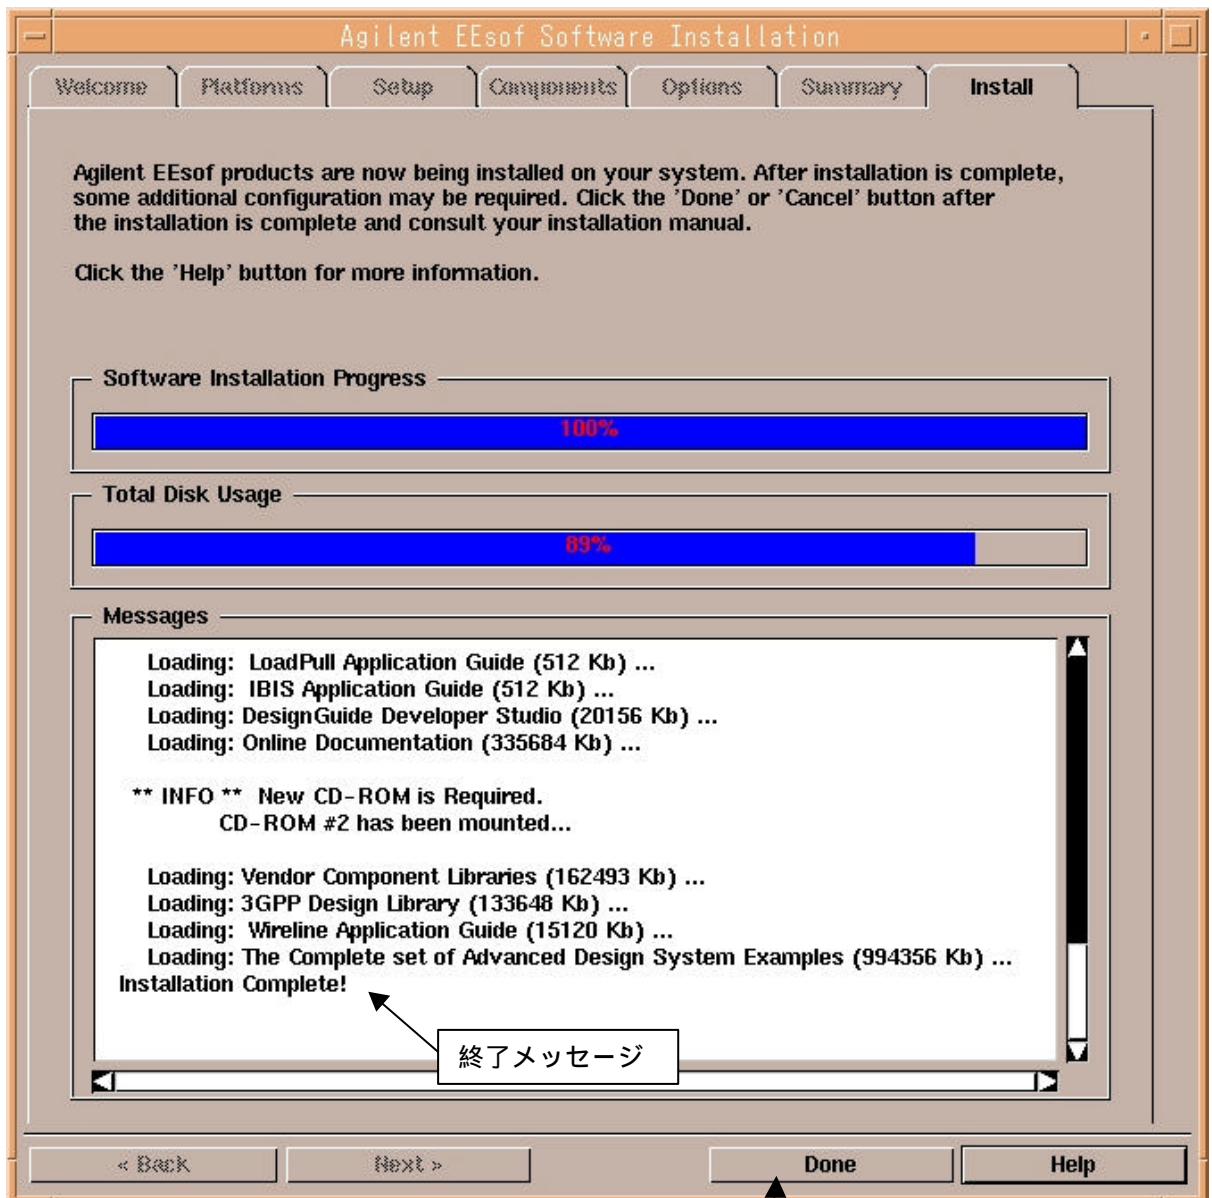 Agilent EEsof Software Installation
Welcome Platforms Setup Components Options Summary Install
Agilent EEsof products are now being installed on your system. After installation is complete,
some additional configuration may be required. Click the 'Done' or 'Cancel' button after
the installation is complete and consult your installation manual.
Click the 'Help' button for more information.
Software Installation Progress
100%
Total Disk Usage
89%
Messages
Loading: LoadPull Application Guide (512 Kb) ...
Loading: IBIS Application Guide (512 Kb) ...
Loading: DesignGuide Developer Studio (20156 Kb) ...
Loading: Online Documentation (335684 Kb) ...
** INFO ** New CD-ROM is Required.
CD-ROM #2 has been mounted...
Loading: Vendor Component Libraries (162493 Kb) ...
Loading: 3GPP Design Library (133648 Kb) ...
Loading: Wireline Application Guide (15120 Kb) ...
Loading: The Complete set of Advanced Design System Examples (994356 Kb) ...
Installation Complete!
終了メッセージ
< Back Next > Done Help